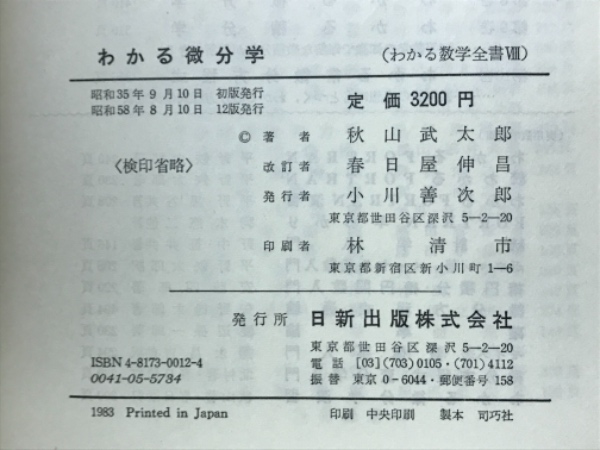 わかる微分学 (わかる数学全書Ⅷ)
昭和35年9月10日 初版発行
昭和58年8月10日 12版発行
定価 3200円
© 著者 秋山武太郎
改訂者 春日屋伸昌
〈検印省略〉
発行者 小川善次郎
東京都世田谷区深沢 5-2-20
印刷者 林清市
東京都新宿区新小川町 1-6
発行所 日新出版株式会社
東京都世田谷区深沢 5-2-20
電話 [03] (703) 0105・(701) 4112
振替 東京 0-6044・郵便番号 158
ISBN 4-8173-0012-4
0041-05-5734
1983 Printed in Japan 印刷 中央印刷 製本 司巧社